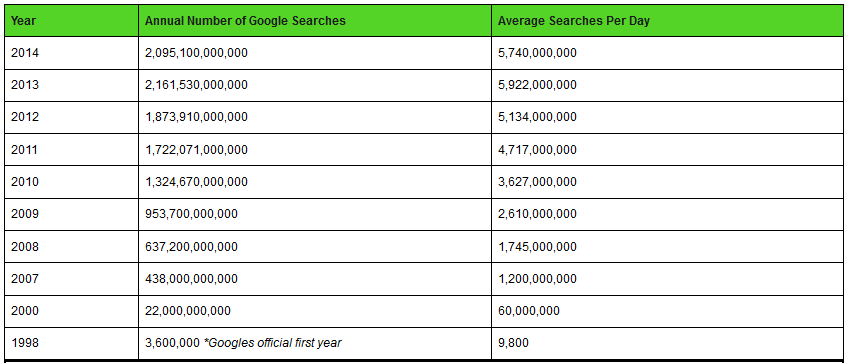 Year Annual Number of Google Searches Average Searches Per Day
2014 2,095,100,000,000 5,740,000,000
2013 2,161,530,000,000 5,922,000,000
2012 1,873,910,000,000 5,134,000,000
2011 1,722,071,000,000 4,717,000,000
2010 1,324,670,000,000 3,627,000,000
2009 953,700,000,000 2,610,000,000
2008 637,200,000,000 1,745,000,000
2007 438,000,000,000 1,200,000,000
2000 22,000,000,000 60,000,000
1998 3,600,000 *Googles official first year 9,800